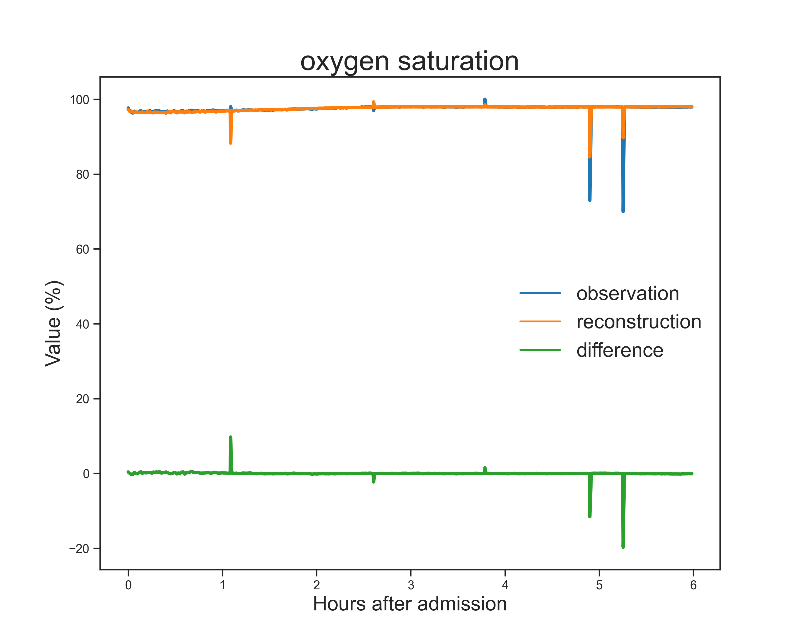 oxygen saturation
100
80
60
40
20
0
−20
Value (%)
observation
reconstruction
difference
0 1 2 3 4 5 6
Hours after admission